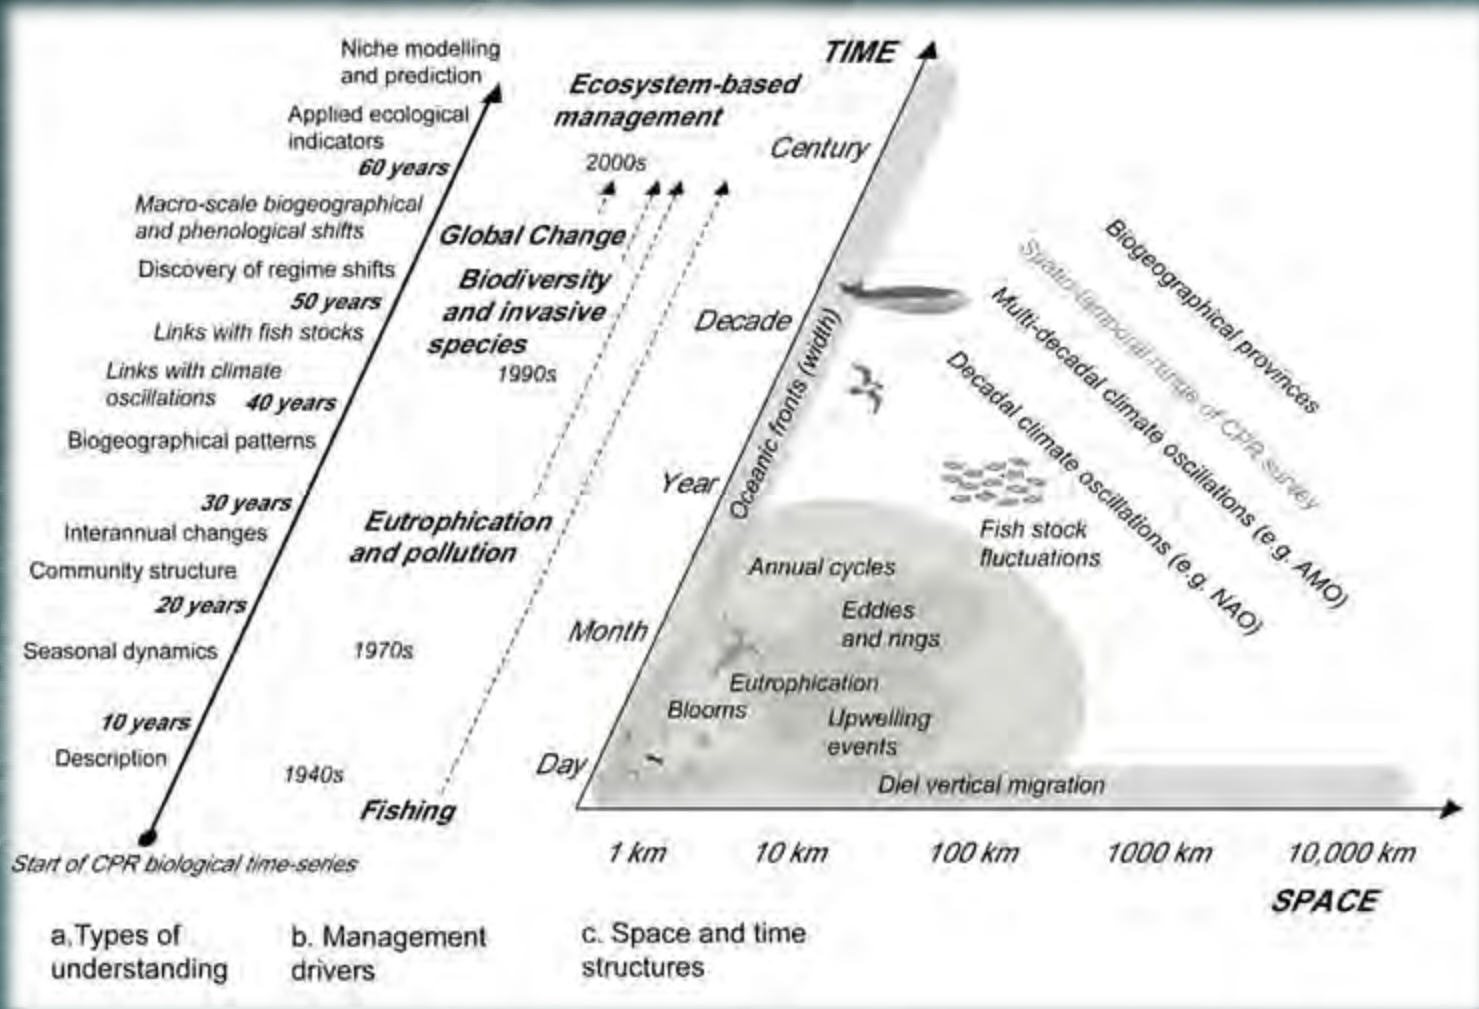 Niche modelling
and prediction
Applied ecological
indicators
60 years
Macro-scale biogeographical
and phenological shifts
Discovery of regime shifts
50 years
Links with fish stocks
Links with climate
oscillations
40 years
Biogeographical patterns
30 years
Interannual changes
Community structure
20 years
Seasonal dynamics
10 years
Description
Start of CPR biological time-series
a.Types of
understanding
Ecosystem-based
management
2000s
Global Change
Biodiversity
and invasive
species
1990s
Eutrophication
and pollution
1970s
1940s
Fishing
b. Management
drivers
TIME
Century
Decade
Year
Month
Day
Oceanic fronts (width)
Biogeographical provinces
Spatio-temporal range of CPR survey
Multi-decadal climate oscillations (e.g. AMO)
Decadal climate oscillations (e.g. NAO)
Fish stock
fluctuations
Annual cycles
Eddies
and rings
Eutrophication
Blooms
Upwelling
events
Diel vertical migration
1 km
10 km
100 km
1000 km
10,000 km
SPACE
c. Space and time
structures